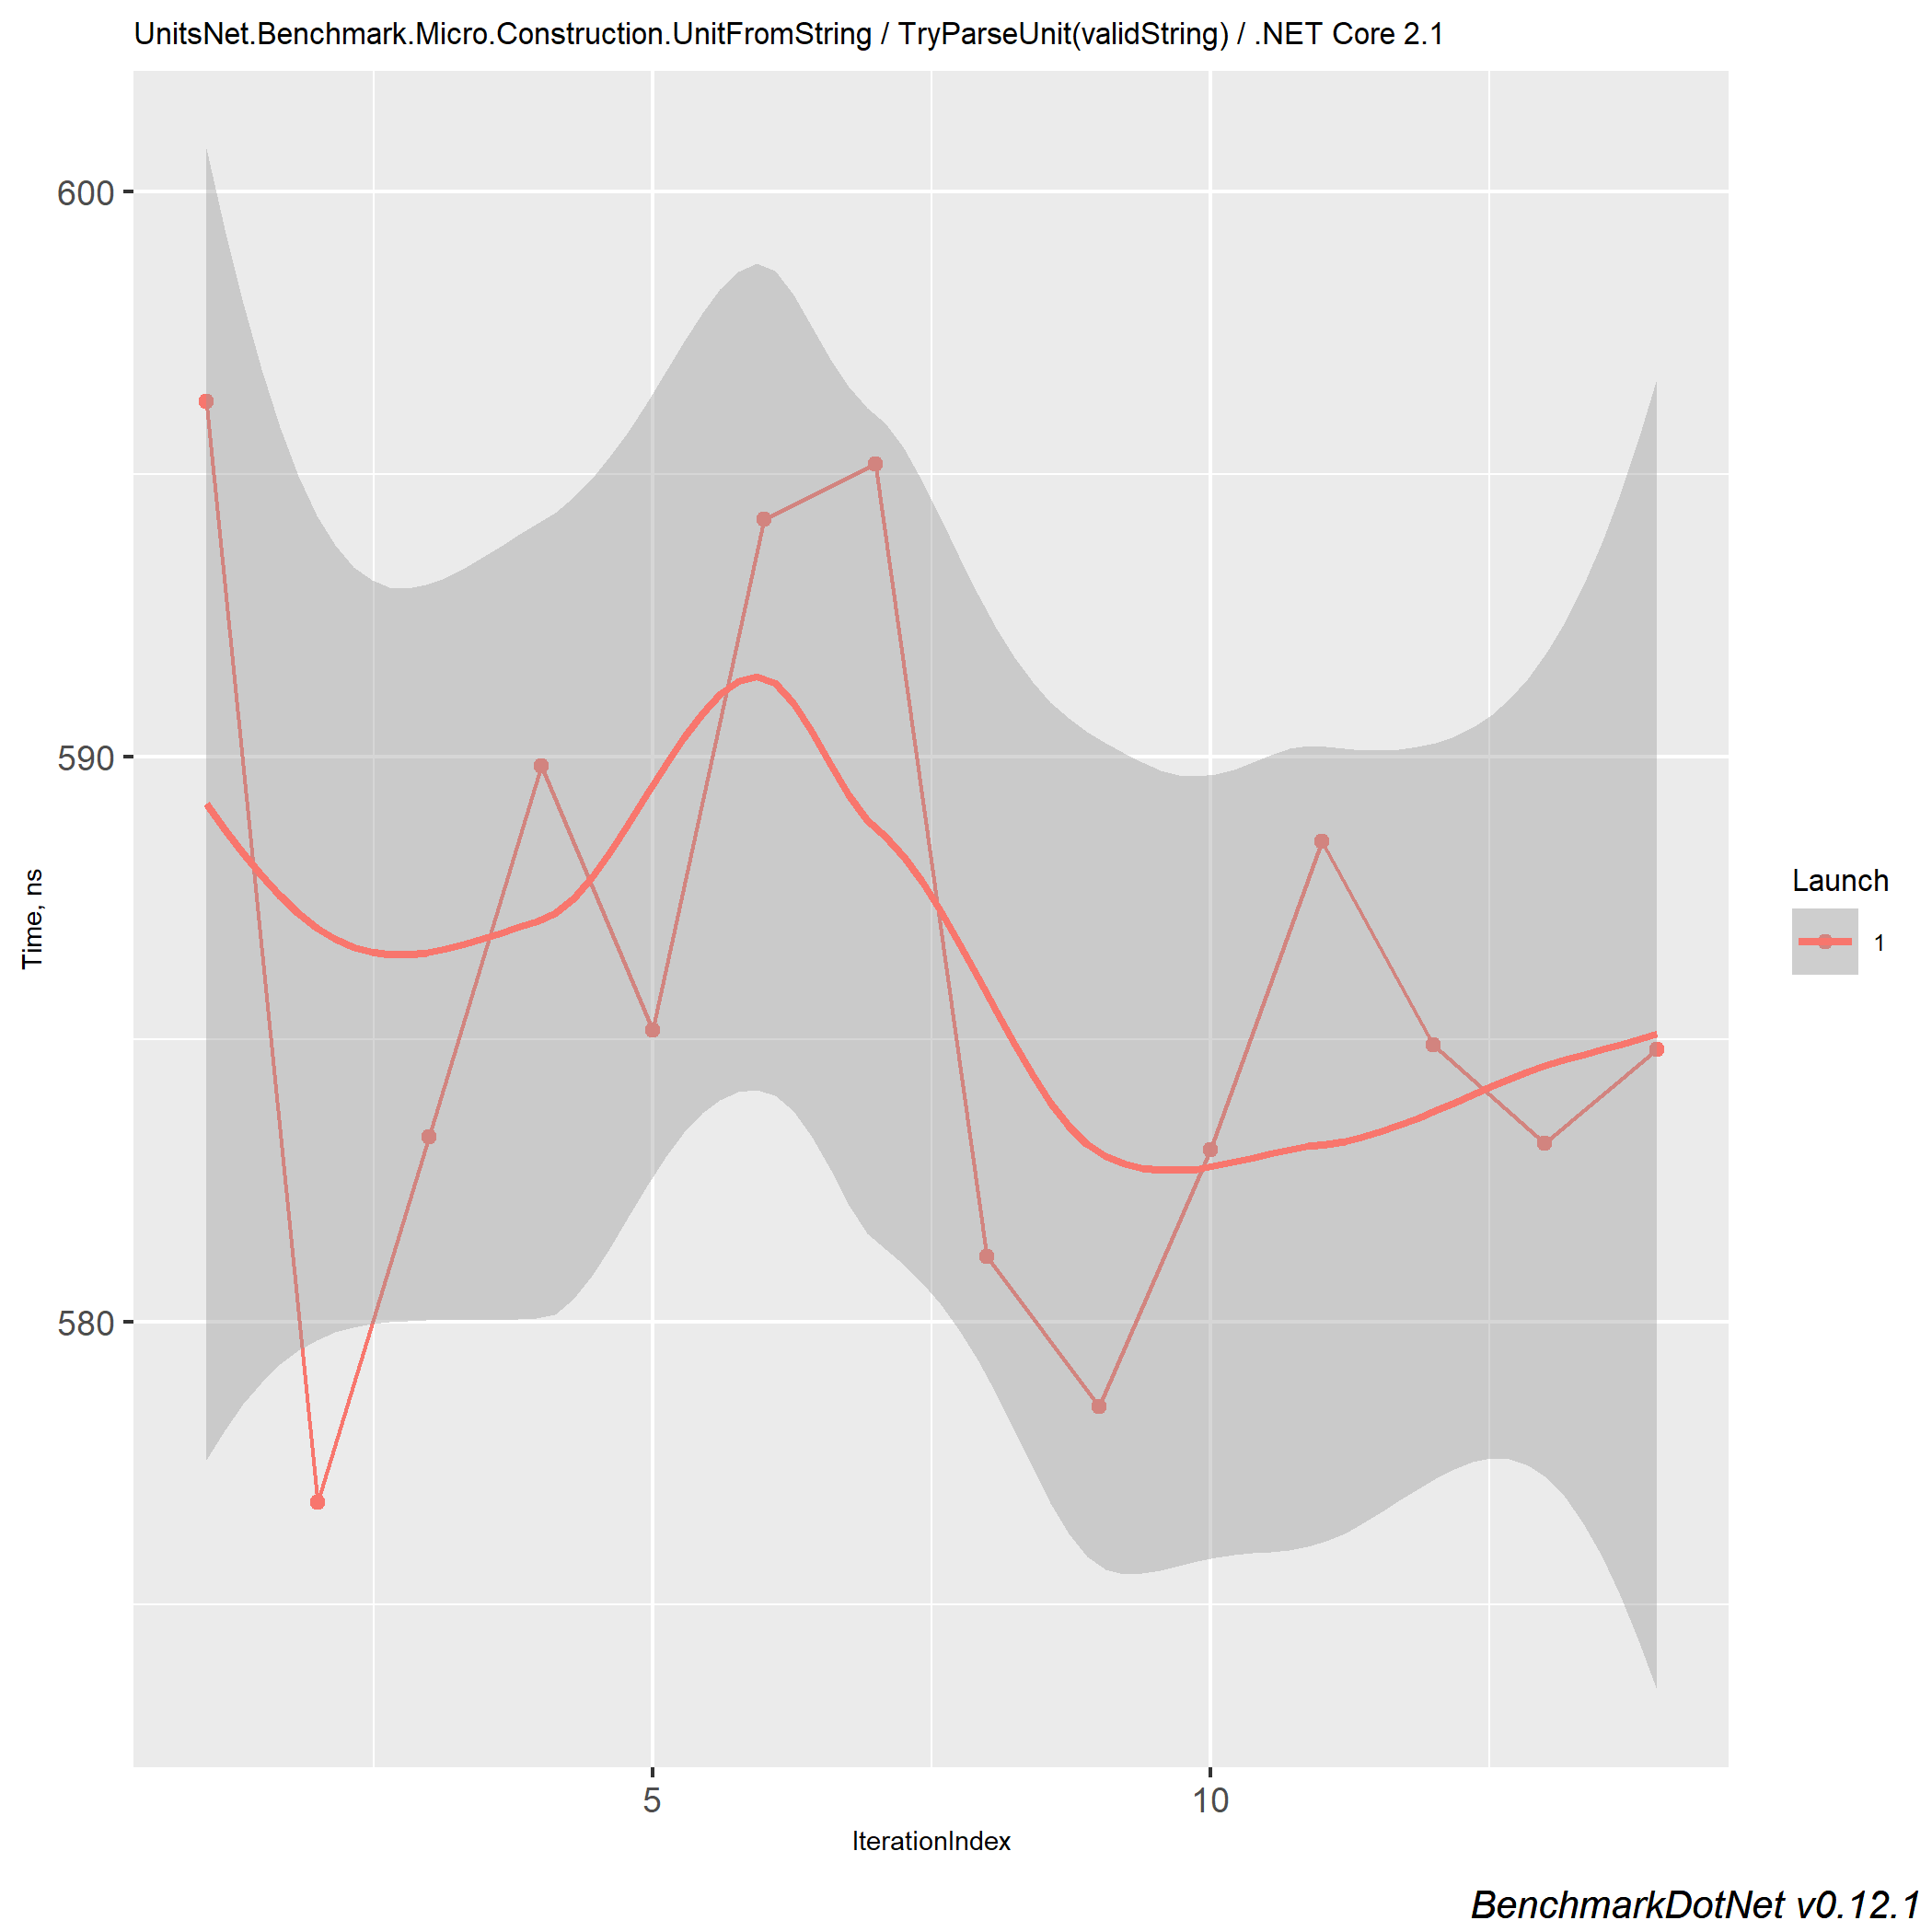 UnitsNet.Benchmark.Micro.Construction.UnitFromString / TryParseUnit(validString) / .NET Core 2.1
600
590
580
Time, ns
5
10
IterationIndex
Launch
1
BenchmarkDotNet v0.12.1